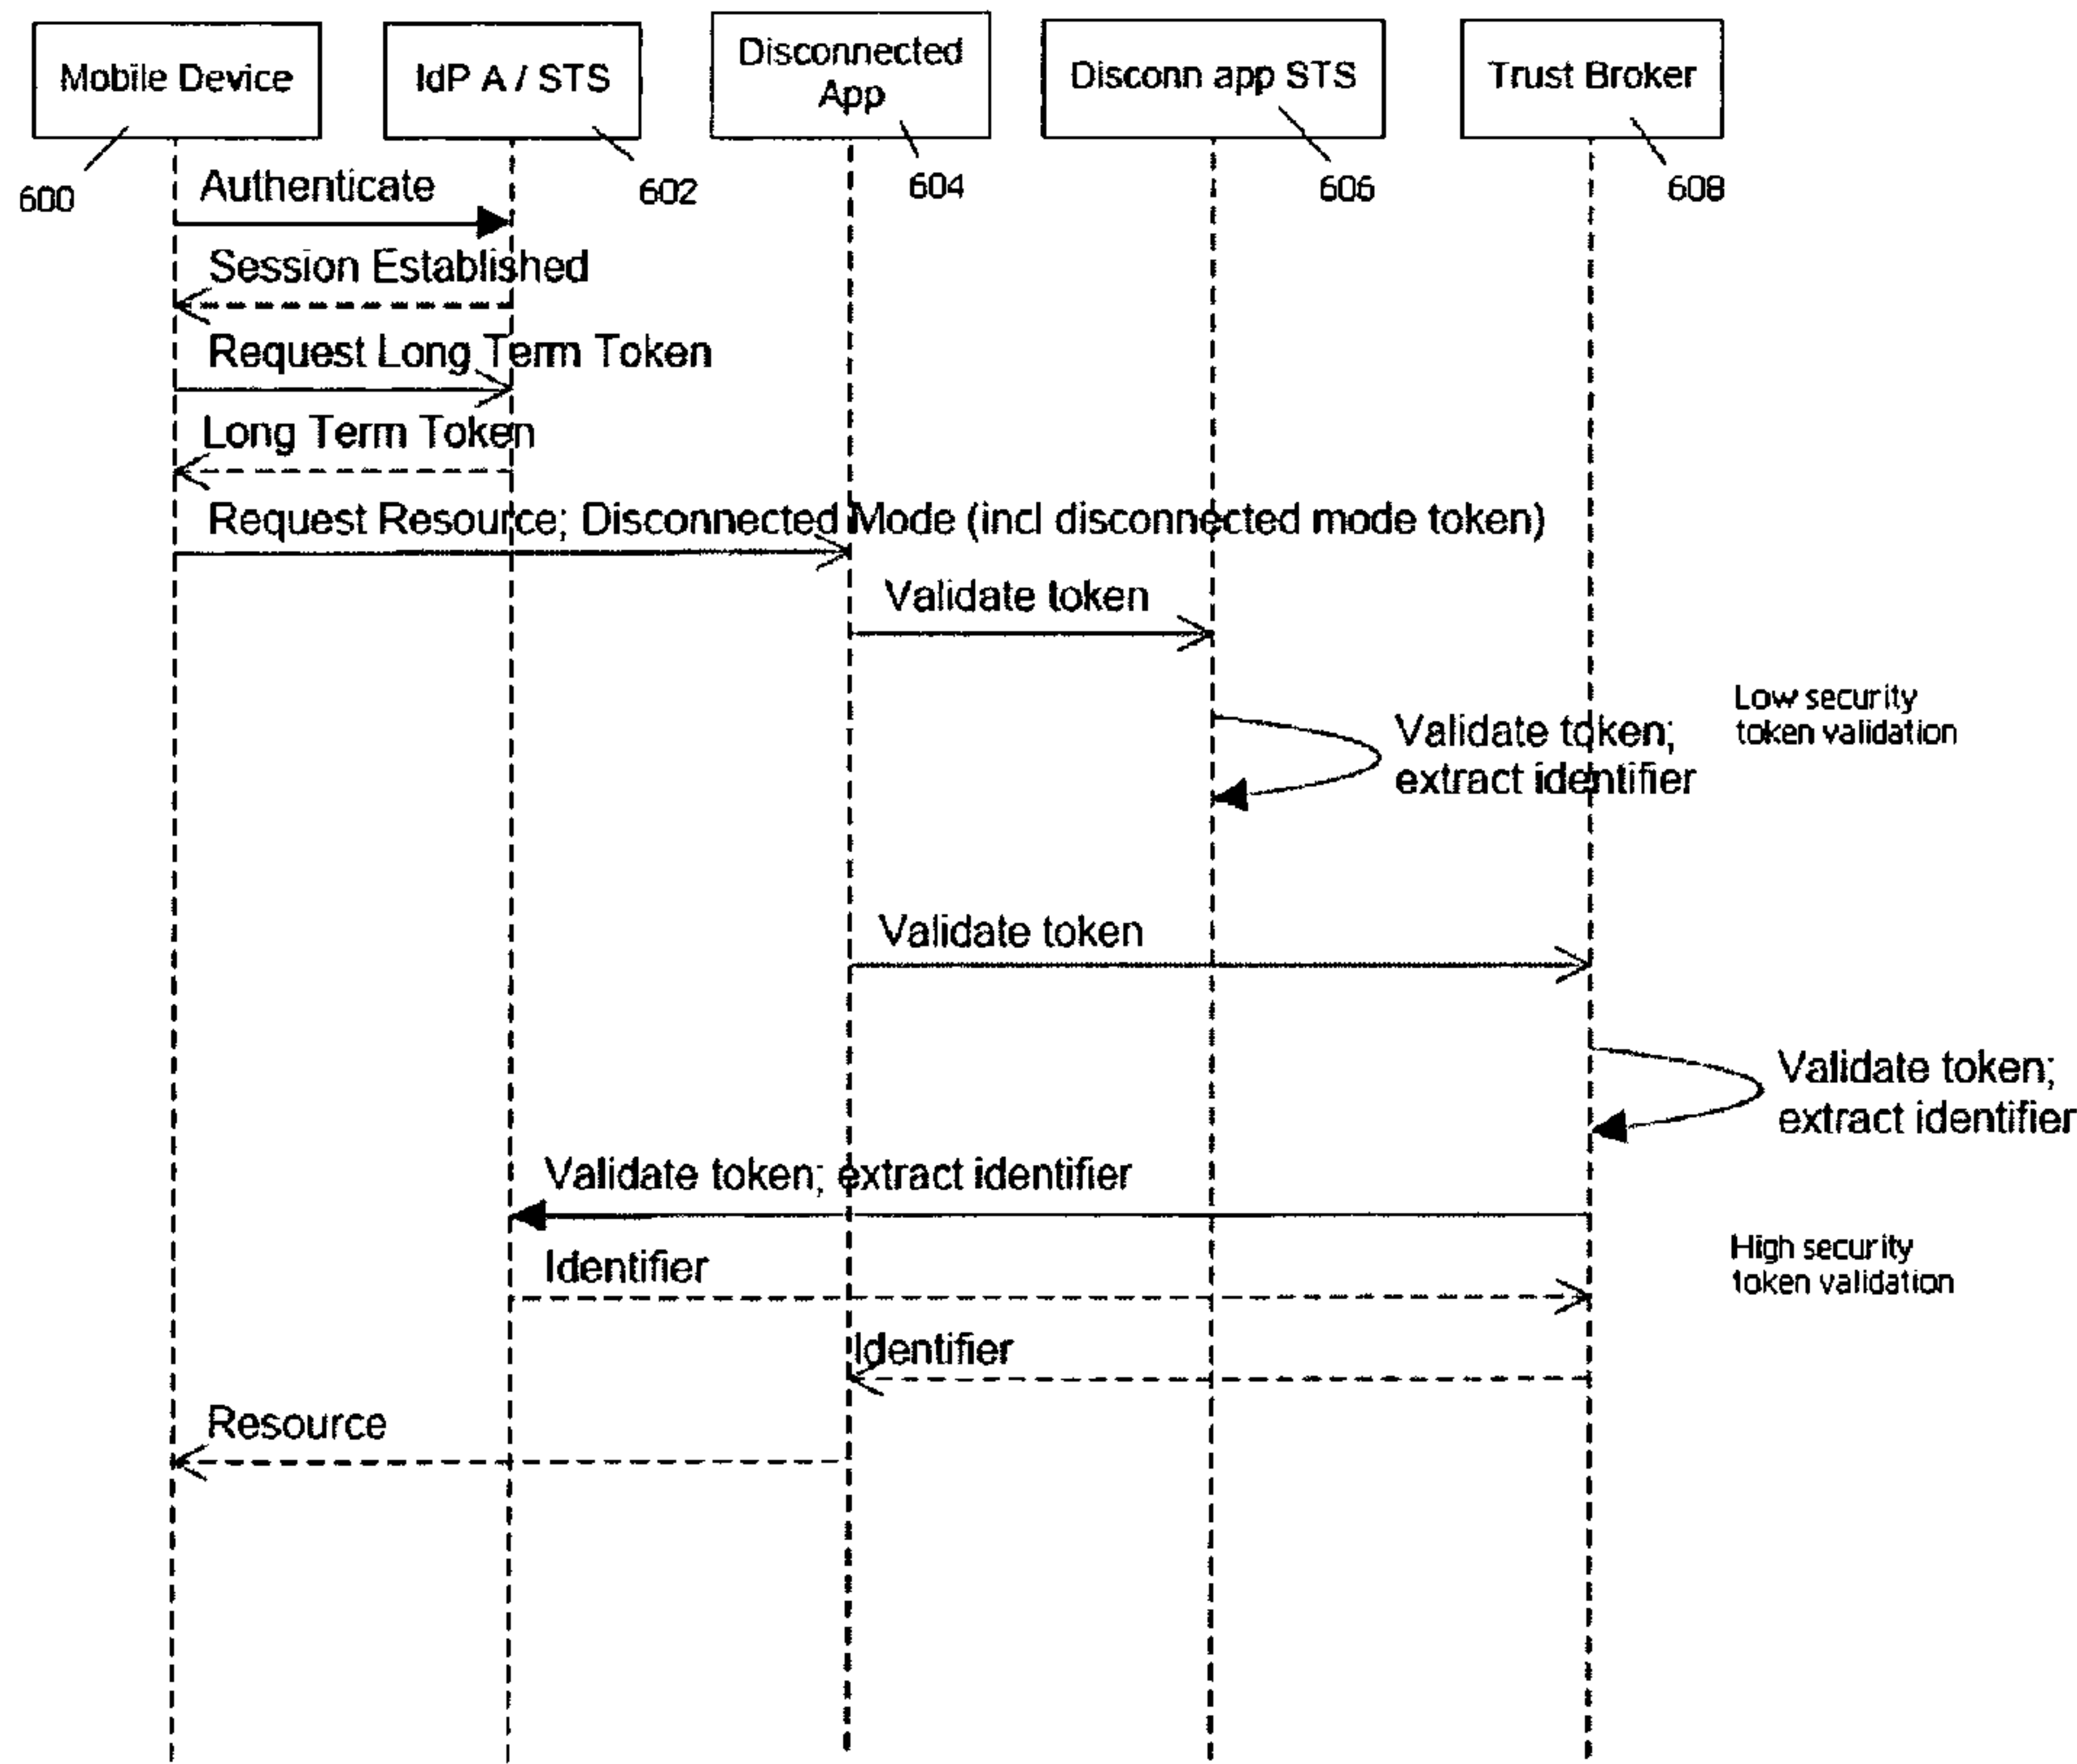 Mobile Device
IdP A / STS
Disconnected
App
Disconn app STS
Trust Broker
600
602
604
606
608
Authenticate
Session Established
Request Long Term Token
Long Term Token
Request Resource; Disconnected Mode (incl disconnected mode token)
Validate token
Low security
token validation
Validate token;
extract identifier
Validate token
Validate token;
extract identifier
Validate token; extract identifier
High security
token validation
Identifier
Identifier
Resource